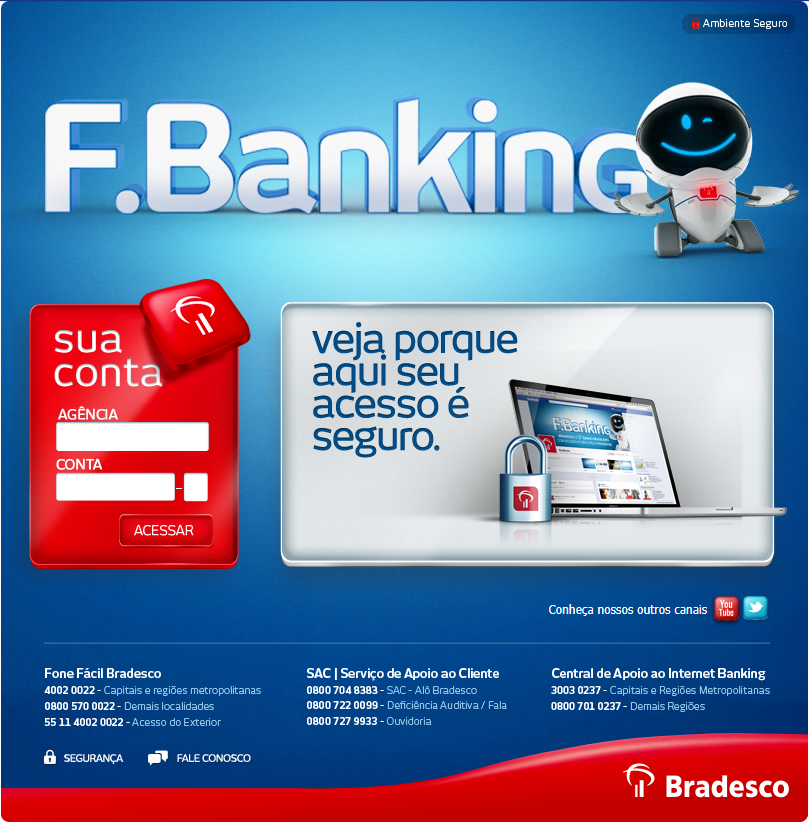 Ambiente Seguro
F.Banking
sua
conta
AGÊNCIA
CONTA
-
ACESSAR
veja porque
aqui seu
acesso é
seguro.
F.Banking
Conheça nossos outros canais
You
Tube
Fone Fácil Bradesco
4002 0022 - Capitais e regiões metropolitanas
0800 570 0022 - Demais localidades
55 11 4002 0022 - Acesso do Exterior
SAC | Serviço de Apoio ao Cliente
0800 704 8383 - SAC - Alô Bradesco
0800 722 0099 - Deficiência Auditiva / Fala
0800 727 9933 - Ouvidoria
Central de Apoio ao Internet Banking
3003 0237 - Capitais e Regiões Metropolitanas
0800 701 0237 - Demais Regiões
SEGURANÇA
FALE CONOSCO
Bradesco